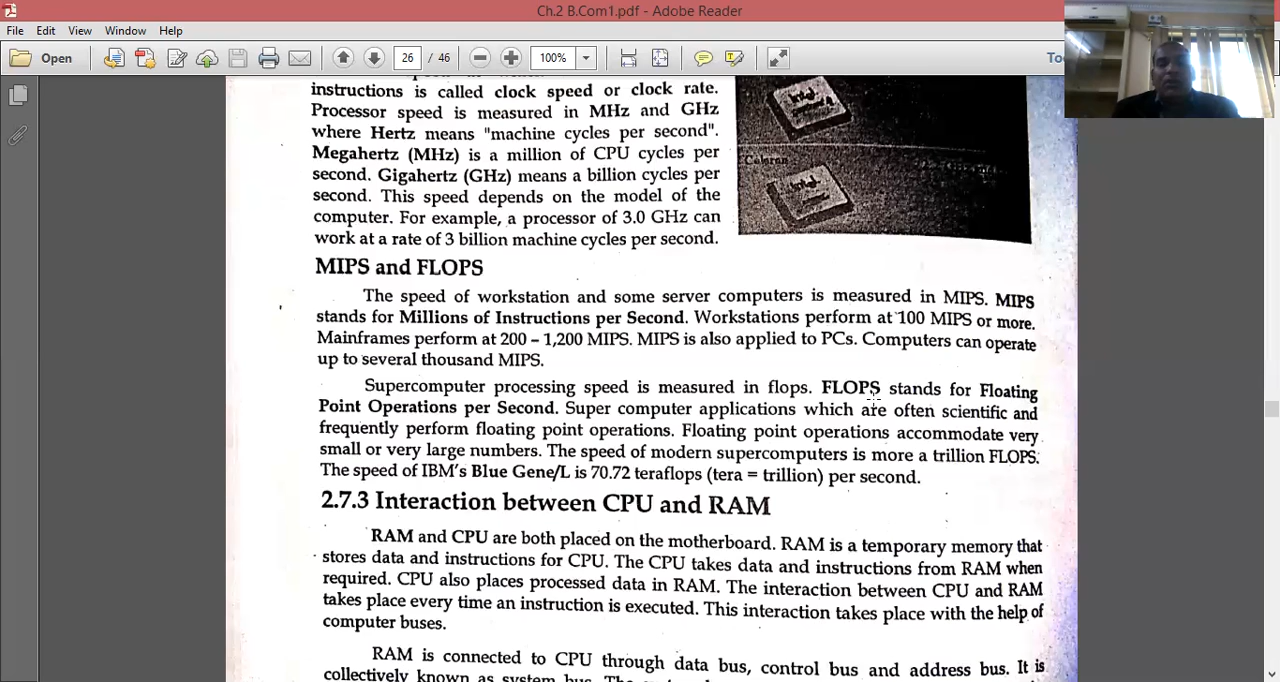 Ch.2 B.Com1.pdf - Adobe Reader
File Edit View Window Help
Open 26 / 46 100%
instructions is called clock speed or clock rate.
Processor speed is measured in MHz and GHz
where Hertz means "machine cycles per second".
Megahertz (MHz) is a million of CPU cycles per
second. Gigahertz (GHz) means a billion cycles per
second. This speed depends on the model of the
computer. For example, a processor of 3.0 GHz can
work at a rate of 3 billion machine cycles per second.
intel
Celeron
intel
MIPS and FLOPS
The speed of workstation and some server computers is measured in MIPS. MIPS
stands for Millions of Instructions per Second. Workstations perform at 100 MIPS or more.
Mainframes perform at 200 – 1,200 MIPS. MIPS is also applied to PCs. Computers can operate
up to several thousand MIPS.
Supercomputer processing speed is measured in flops. FLOPS stands for Floating
Point Operations per Second. Super computer applications which are often scientific and
frequently perform floating point operations. Floating point operations accommodate very
small or very large numbers. The speed of modern supercomputers is more a trillion FLOPS.
The speed of IBM's Blue Gene/L is 70.72 teraflops (tera = trillion) per second.
2.7.3 Interaction between CPU and RAM
RAM and CPU are both placed on the motherboard. RAM is a temporary memory that
stores data and instructions for CPU. The CPU takes data and instructions from RAM when
required. CPU also places processed data in RAM. The interaction between CPU and RAM
takes place every time an instruction is executed. This interaction takes place with the help of
computer buses.
RAM is connected to CPU through data bus, control bus and address bus. It is
collectively known as system bus. The